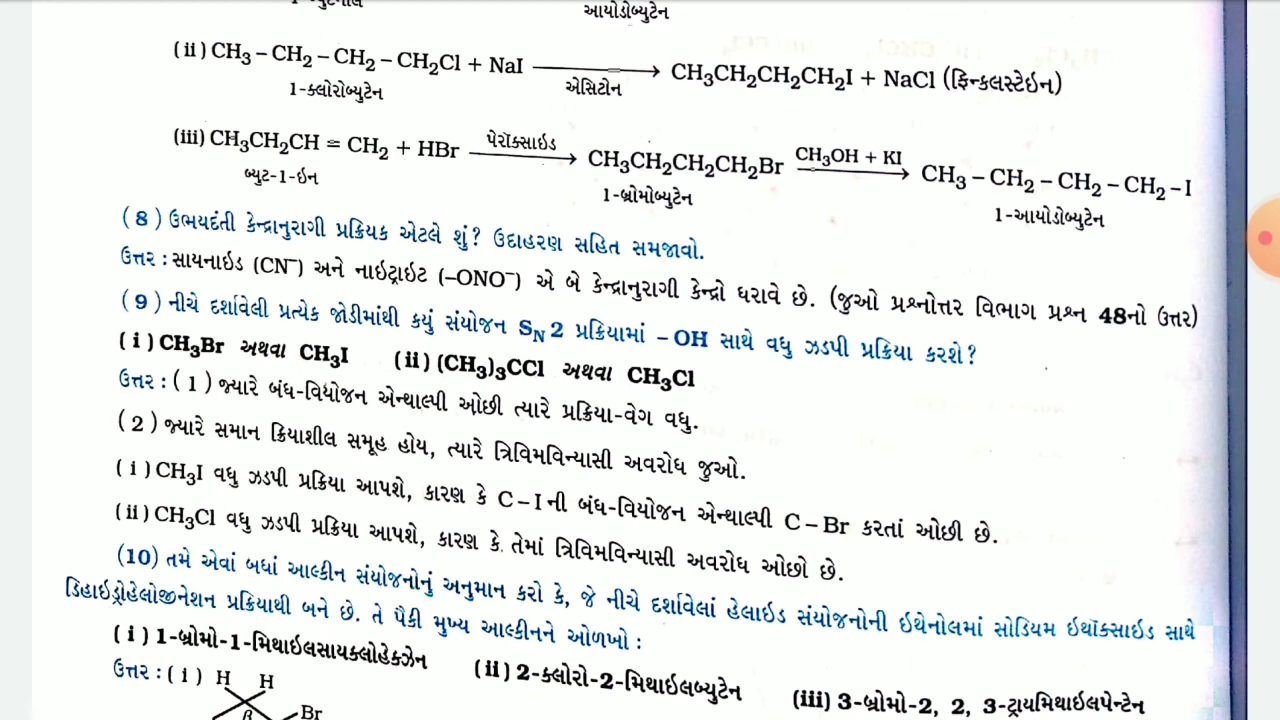 આયોડોબ્યુટેન
(ii) CH₃ – CH₂ – CH₂ – CH₂Cl + NaI ⟶ CH₃CH₂CH₂CH₂I + NaCl (ફિન્કલસ્ટેઇન)
1-ક્લોરોબ્યુટેન એસિટોન
(iii) CH₃CH₂CH = CH₂ + HBr પેરૉક્સાઇડ ⟶ CH₃CH₂CH₂CH₂Br CH₃OH + KI ⟶ CH₃ – CH₂ – CH₂ – CH₂ – I
બ્યુટ-1-ઇન 1-બ્રોમોબ્યુટેન 1-આયોડોબ્યુટેન
(8) ઉભયદંતી કેન્દ્રાનુરાગી પ્રક્રિયક એટલે શું? ઉદાહરણ સહિત સમજાવો.
ઉત્તર : સાયનાઇડ (CN⁻) અને નાઇટ્રાઇટ (–ONO⁻) એ બે કેન્દ્રાનુરાગી કેન્દ્રો ધરાવે છે. (જુઓ પ્રશ્નોત્તર વિભાગ પ્રશ્ન 48નો ઉત્તર)
(9) નીચે દર્શાવેલી પ્રત્યેક જોડીમાંથી કયું સંયોજન S_N2 પ્રક્રિયામાં – OH સાથે વધુ ઝડપી પ્રક્રિયા કરશે?
(i) CH₃Br અથવા CH₃I (ii) (CH₃)₃CCl અથવા CH₃Cl
ઉત્તર : (1) જ્યારે બંધ-વિયોજન એન્થાલ્પી ઓછી ત્યારે પ્રક્રિયા-વેગ વધુ.
(2) જ્યારે સમાન ક્રિયાશીલ સમૂહ હોય, ત્યારે ત્રિવિમવિન્યાસી અવરોધ જુઓ.
(i) CH₃I વધુ ઝડપી પ્રક્રિયા આપશે, કારણ કે C – I ની બંધ-વિયોજન એન્થાલ્પી C – Br કરતાં ઓછી છે.
(ii) CH₃Cl વધુ ઝડપી પ્રક્રિયા આપશે, કારણ કે તેમાં ત્રિવિમવિન્યાસી અવરોધ ઓછો છે.
(10) તમે એવાં બધાં આલ્કીન સંયોજનોનું અનુમાન કરો કે, જે નીચે દર્શાવેલાં હેલાઇડ સંયોજનોની ઇથેનોલમાં સોડિયમ ઇથૉક્સાઇડ સાથે
ડિહાઇડ્રોહેલોજીનેશન પ્રક્રિયાથી બને છે. તે પૈકી મુખ્ય આલ્કીનને ઓળખો :
(i) 1-બ્રોમો-1-મિથાઇલસાયક્લોહેક્ઝેન (ii) 2-ક્લોરો-2-મિથાઇલબ્યુટેન (iii) 3-બ્રોમો-2, 2, 3-ટ્રાયમિથાઇલપેન્ટેન
ઉત્તર : (i) H H
β Br